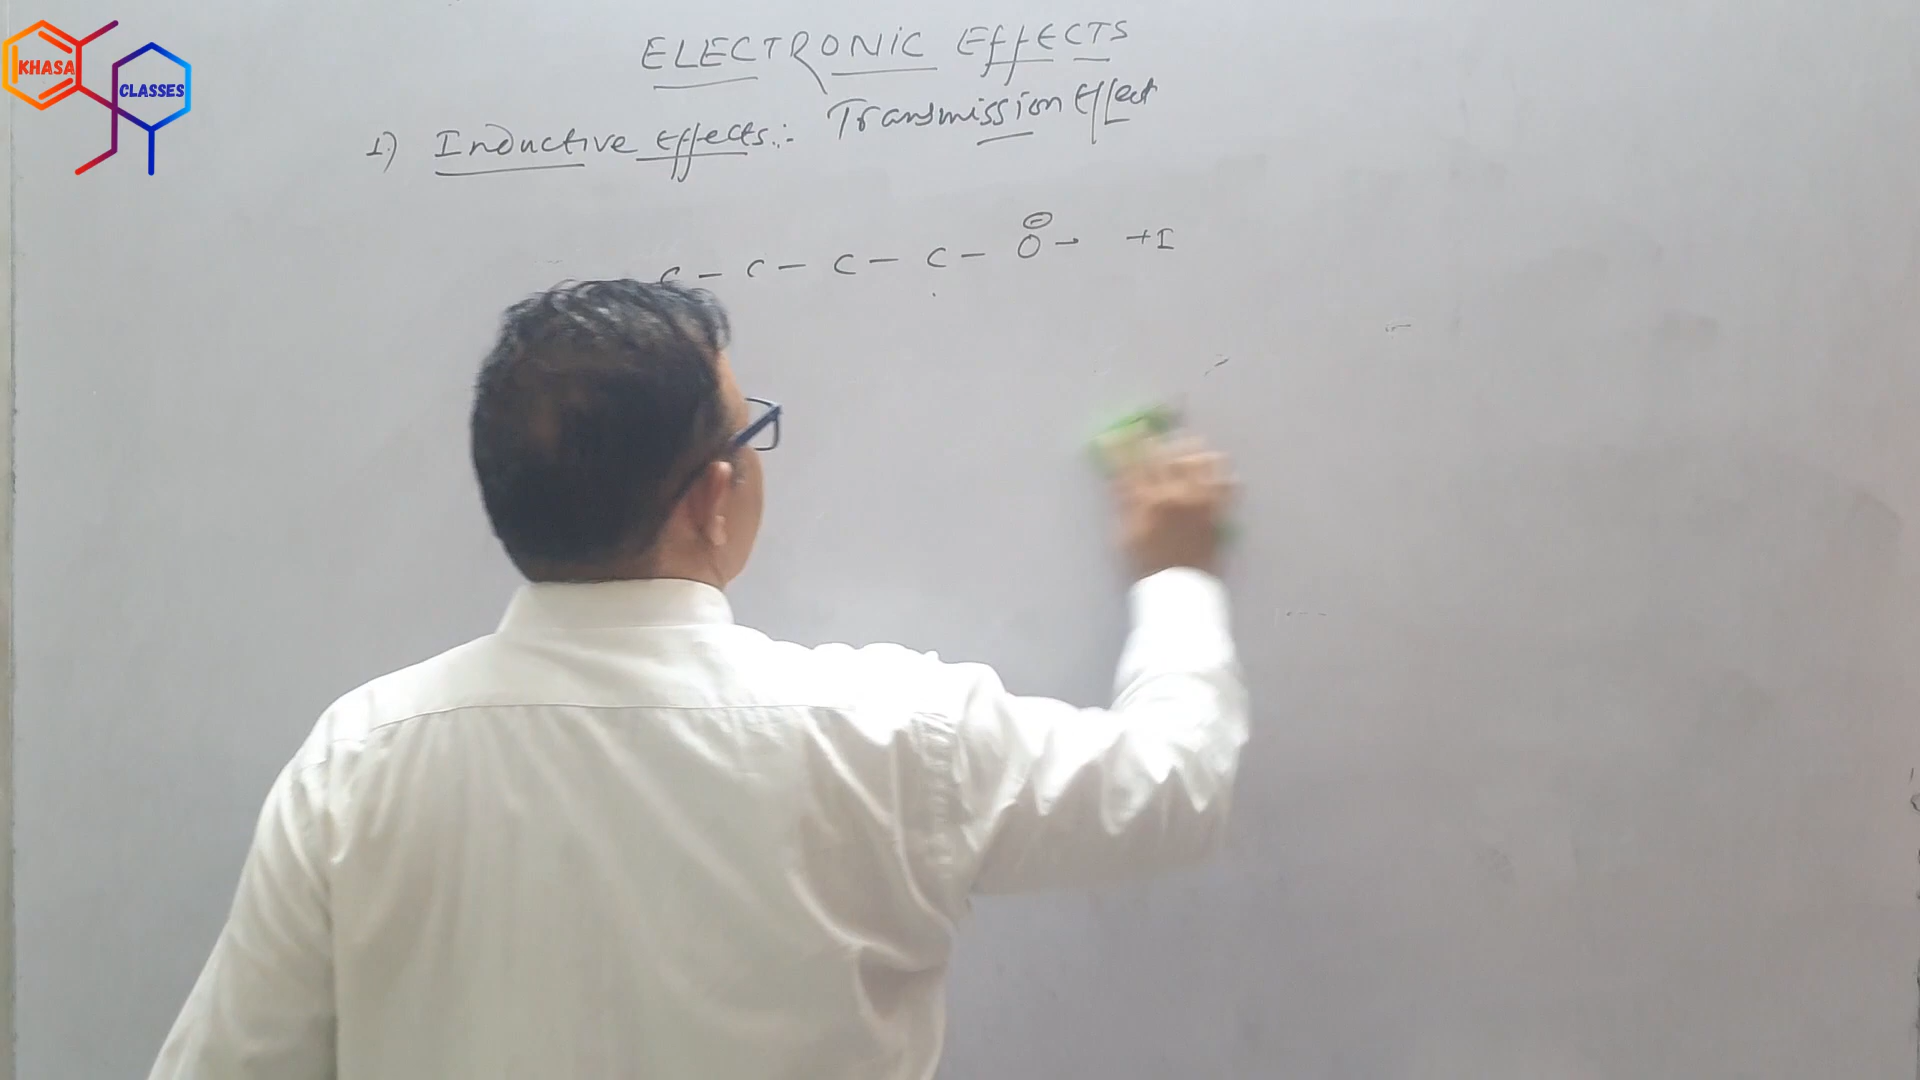 KHASA
CLASSES
ELECTRONIC EFFECTS
1.) Inductive Effects:- Transmission Effect
C - C - C - C - O⊖ - +I